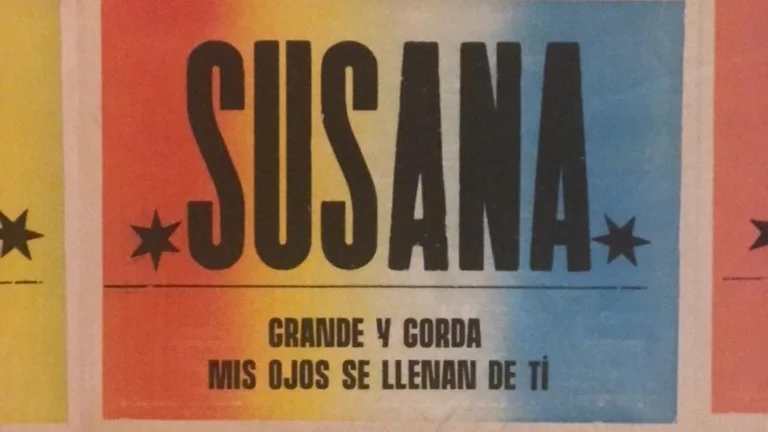 SUSANA
GRANDE Y GORDA
MIS OJOS SE LLENAN DE TÍ